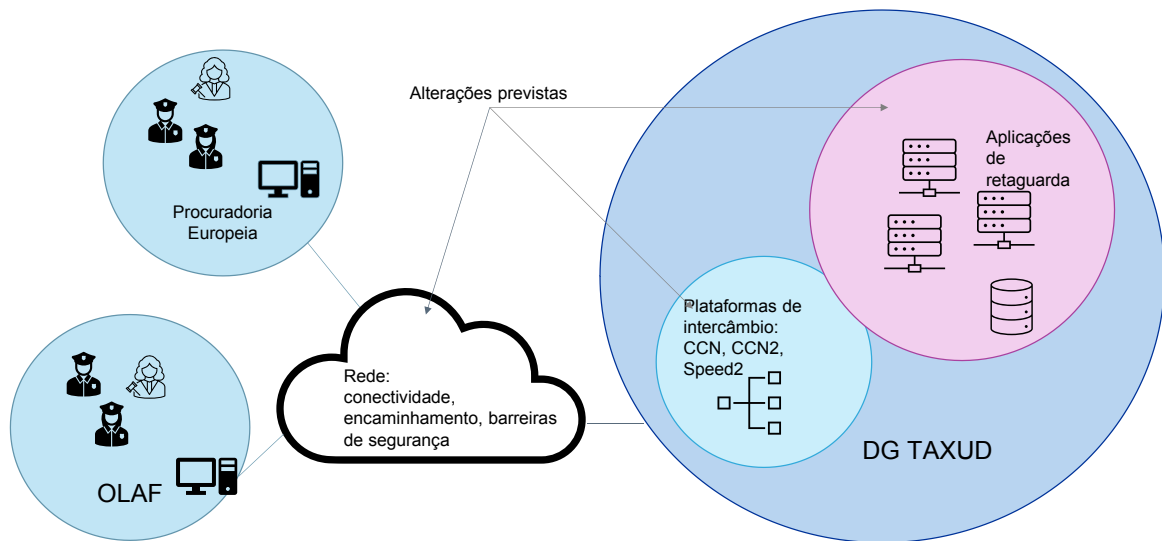 Procuradoria
Europeia
Alterações previstas
Aplicações
de
retaguarda
Plataformas de
intercâmbio:
CCN, CCN2,
Speed2
Rede:
conectividade,
encaminhamento, barreiras
de segurança
OLAF
DG TAXUD